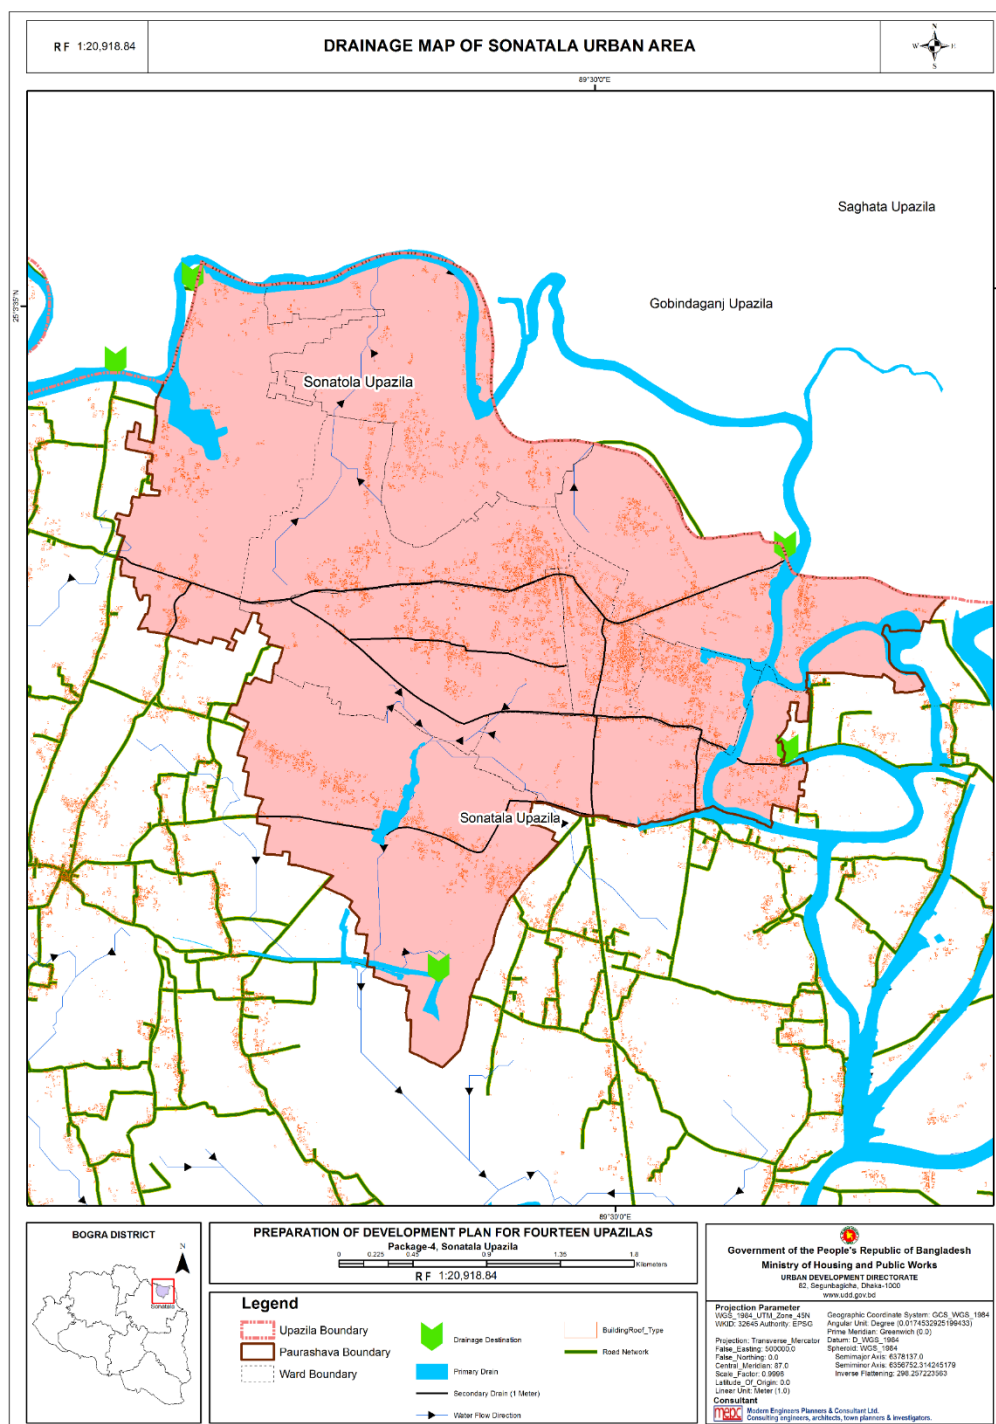 RF 1:20,918.84
DRAINAGE MAP OF SONATALA URBAN AREA
N
W E
S
89°30'0"E
25°3'35"N
Saghata Upazila
Gobindaganj Upazila
Sonatola Upazila
Sonatala Upazila
89°30'0"E
BOGRA DISTRICT
N
Sonatala
PREPARATION OF DEVELOPMENT PLAN FOR FOURTEEN UPAZILAS
Package-4, Sonatala Upazila
0 0.225 0.45 0.9 1.35 1.8
Kilometers
RF 1:20,918.84
Legend
Upazila Boundary
Paurashava Boundary
Ward Boundary
Drainage Destination
Primary Drain
Secondary Drain (1 Meter)
Water Flow Direction
BuildingRoof_Type
Road Network
Government of the People's Republic of Bangladesh
Ministry of Housing and Public Works
URBAN DEVELOPMENT DIRECTORATE
82, Segunbagicha, Dhaka-1000
www.udd.gov.bd
Projection Parameter
WGS_1984_UTM_Zone_45N
WKID: 32645 Authority: EPSG
Projection: Transverse_Mercator
False_Easting: 500000.0
False_Northing: 0.0
Central_Meridian: 87.0
Scale_Factor: 0.9996
Latitude_Of_Origin: 0.0
Linear Unit: Meter (1.0)
Geographic Coordinate System: GCS_WGS_1984
Angular Unit: Degree (0.0174532925199433)
Prime Meridian: Greenwich (0.0)
Datum: D_WGS_1984
Spheroid: WGS_1984
Semimajor Axis: 6378137.0
Semiminor Axis: 6356752.314245179
Inverse Flattening: 298.257223563
Consultant
mepc Modern Engineers Planners & Consultant Ltd.
Consulting engineers, architects, town planners & investigators.